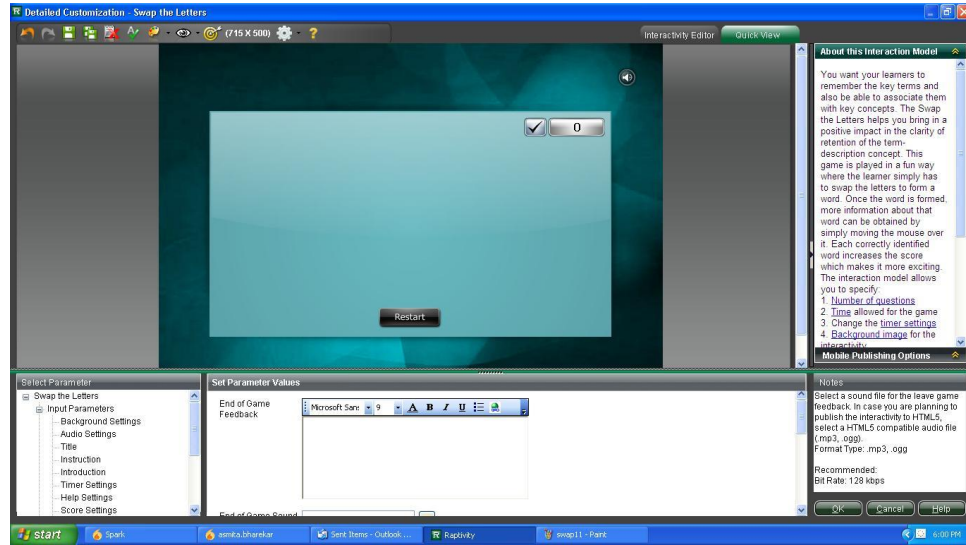 Detailed Customization - Swap the Letters
(715 X 500)
?
Interactivity Editor
Quick View
0
Restart
About this Interaction Model
You want your learners to
remember the key terms and
also be able to associate them
with key concepts. The Swap
the Letters helps you bring in a
positive impact in the clarity of
retention of the term-
description concept. This
game is played in a fun way
where the learner simply has
to swap the letters to form a
word. Once the word is formed,
more information about that
word can be obtained by
simply moving the mouse over
it. Each correctly identified
word increases the score
which makes it more exciting.
The interaction model allows
you to specify:
1. Number of questions
2. Time allowed for the game
3. Change the timer settings
4. Background image for the
interactivity
Mobile Publishing Options
Select Parameter
Swap the Letters
Input Parameters
Background Settings
Audio Settings
Title
Instruction
Introduction
Timer Settings
Help Settings
Score Settings
Set Parameter Values
End of Game
Feedback
Microsoft Sans 9 A B I U
End of Game Sound
Notes
Select a sound file for the leave game
feedback. In case you are planning to
publish the interactivity to HTML5,
select a HTML5 compatible audio file
(.mp3, .ogg).
Format Type: .mp3, .ogg
Recommended:
Bit Rate: 128 kbps
OK Cancel Help
start
Spark
asmita.bharekar
Sent Items - Outlook ...
Raptivity
swap11 - Paint
6:00 PM